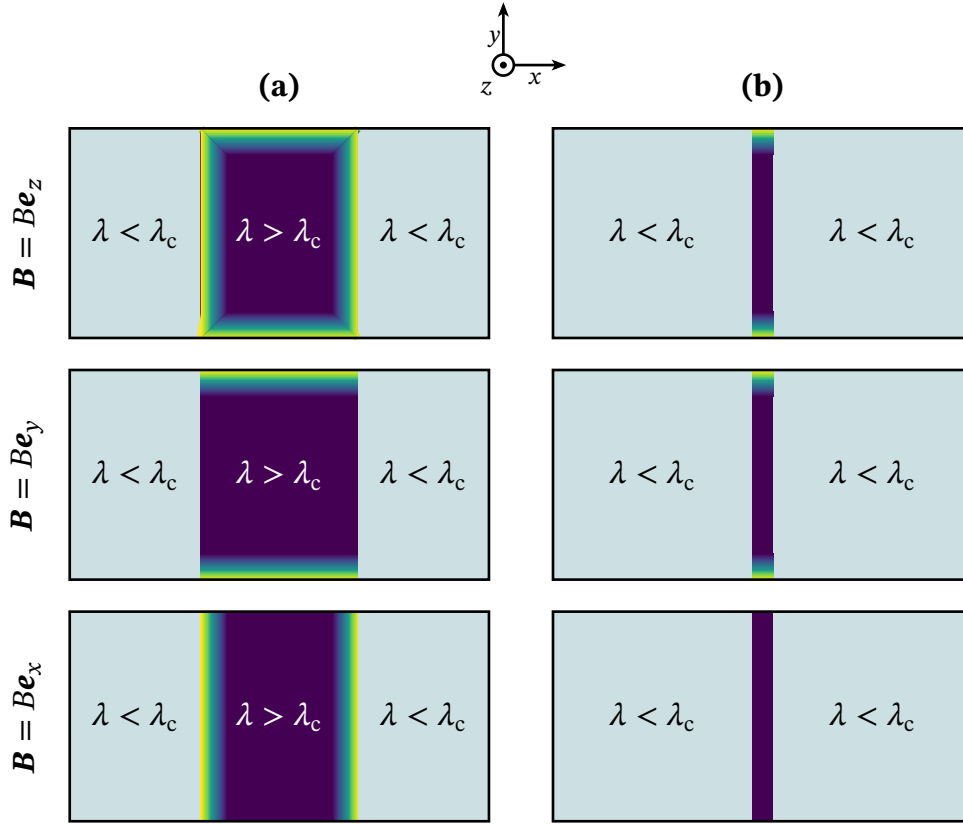 y
z x
(a) (b)
B = Be_z
λ < λ_c λ > λ_c λ < λ_c
λ < λ_c λ < λ_c
B = Be_y
λ < λ_c λ > λ_c λ < λ_c
λ < λ_c λ < λ_c
B = Be_x
λ < λ_c λ > λ_c λ < λ_c
λ < λ_c λ < λ_c